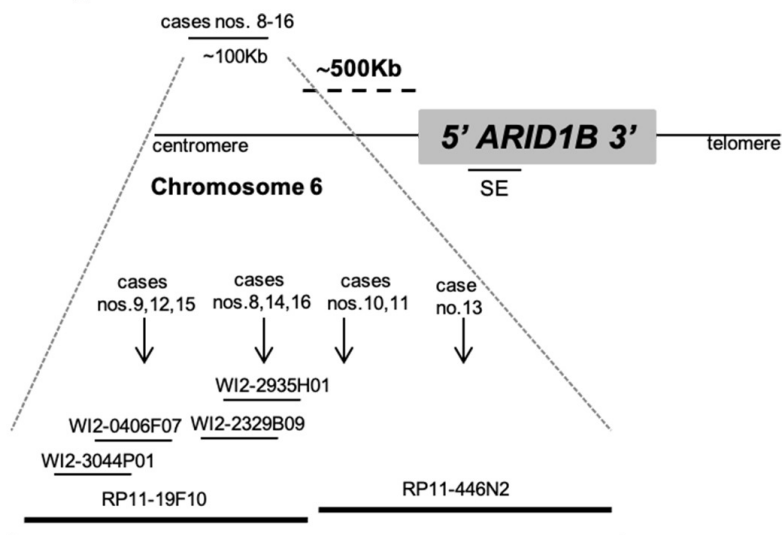 cases nos. 8-16
~100Kb
~500Kb
5' ARID1B 3'
centromere
telomere
SE
Chromosome 6
cases
nos.9,12,15
cases
nos.8,14,16
cases
nos.10,11
case
no.13
WI2-2935H01
WI2-0406F07
WI2-2329B09
WI2-3044P01
RP11-19F10
RP11-446N2